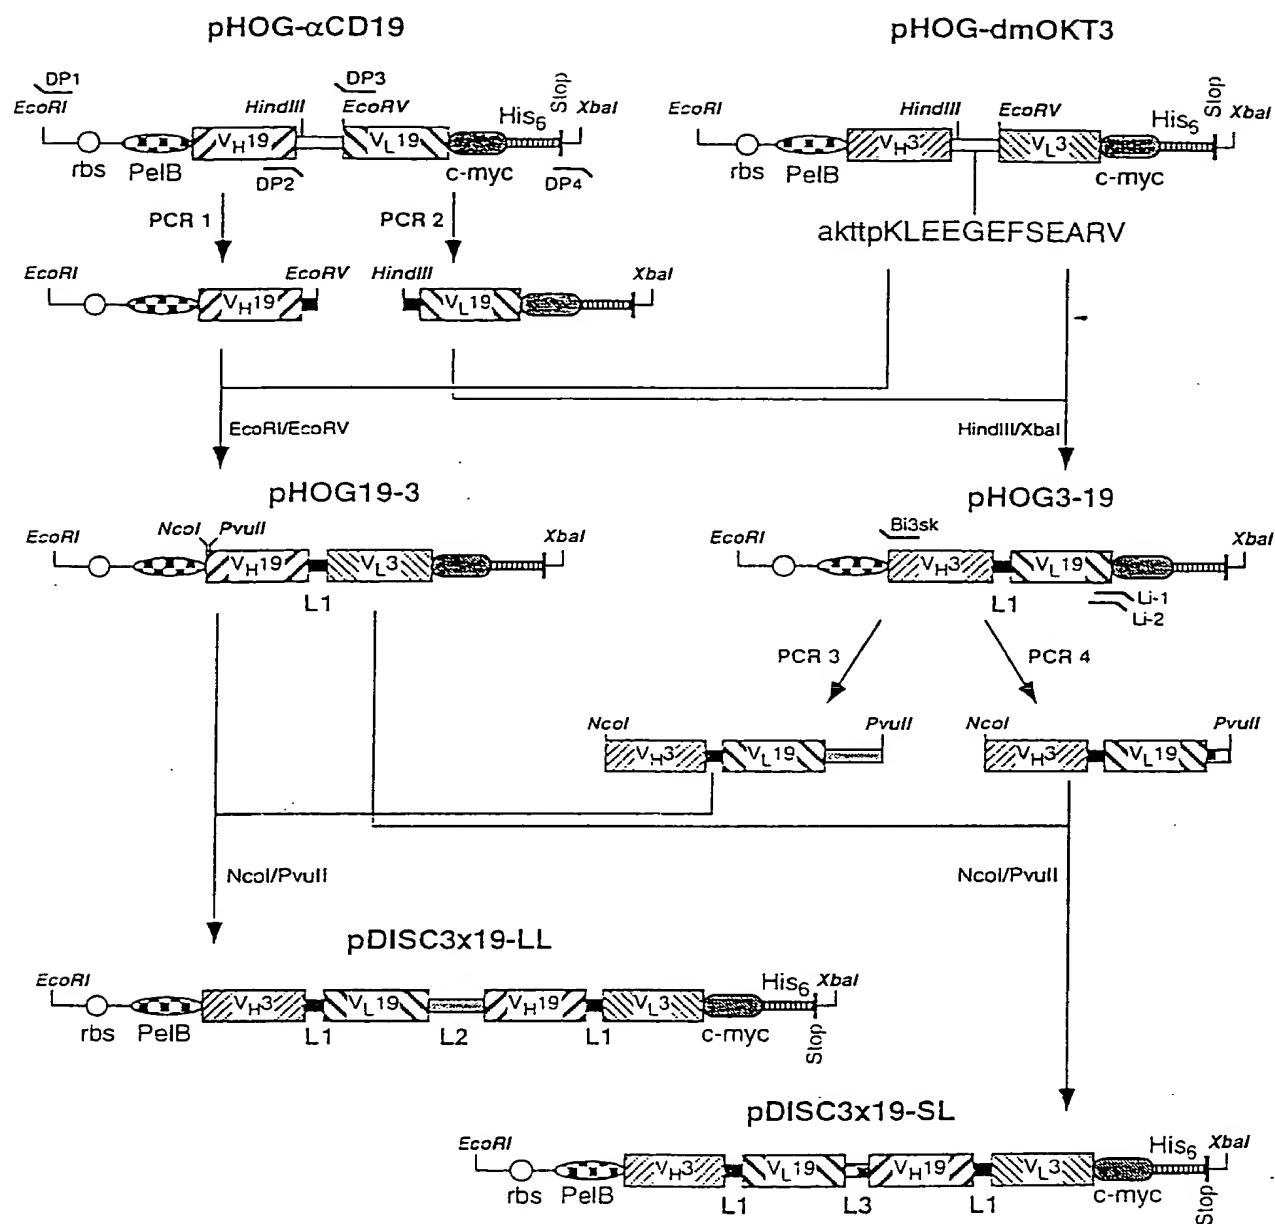 pHOG-αCD19
pHOG-dmOKT3
DP1
DP3
EcoRI
HindIII
EcoRV
His6
Stop
XbaI
EcoRI
HindIII
EcoRV
His6
Stop
XbaI
VH19
VL19
VH3
VL3
rbs
PelB
DP2
c-myc
DP4
rbs
PelB
c-myc
PCR 1
PCR 2
akttpKLEEGEFSEARV
EcoRI
EcoRV
HindIII
XbaI
VH19
VL19
EcoRI/EcoRV
HindIII/XbaI
pHOG19-3
pHOG3-19
EcoRI
NcoI
PvuII
XbaI
EcoRI
Bi3sk
XbaI
VH19
VL3
VH3
VL19
L1
L1
Li-1
Li-2
PCR 3
PCR 4
NcoI
PvuII
NcoI
PvuII
VH3
VL19
VH3
VL19
NcoI/PvuII
NcoI/PvuII
pDISC3x19-LL
EcoRI
His6
XbaI
VH3
VL19
VH19
VL3
rbs
PelB
L1
L2
L1
c-myc
Stop
pDISC3x19-SL
EcoRI
His6
XbaI
VH3
VL19
VH19
VL3
rbs
PelB
L1
L3
L1
c-myc
Stop